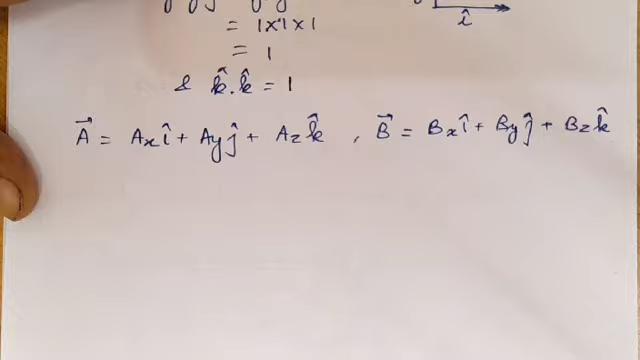 = 1×1×1
î
= 1
& k̂.k̂ = 1
A⃗ = Axî + Ayĵ + Azk̂ , B⃗ = Bxî + Byĵ + Bzk̂